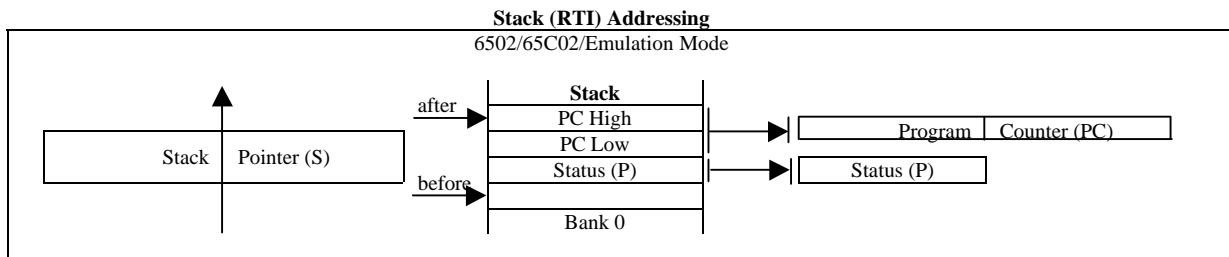 Stack (RTI) Addressing
6502/65C02/Emulation Mode
Stack
after
PC High
Program Counter (PC)
PC Low
Stack Pointer (S)
Status (P)
Status (P)
before
Bank 0